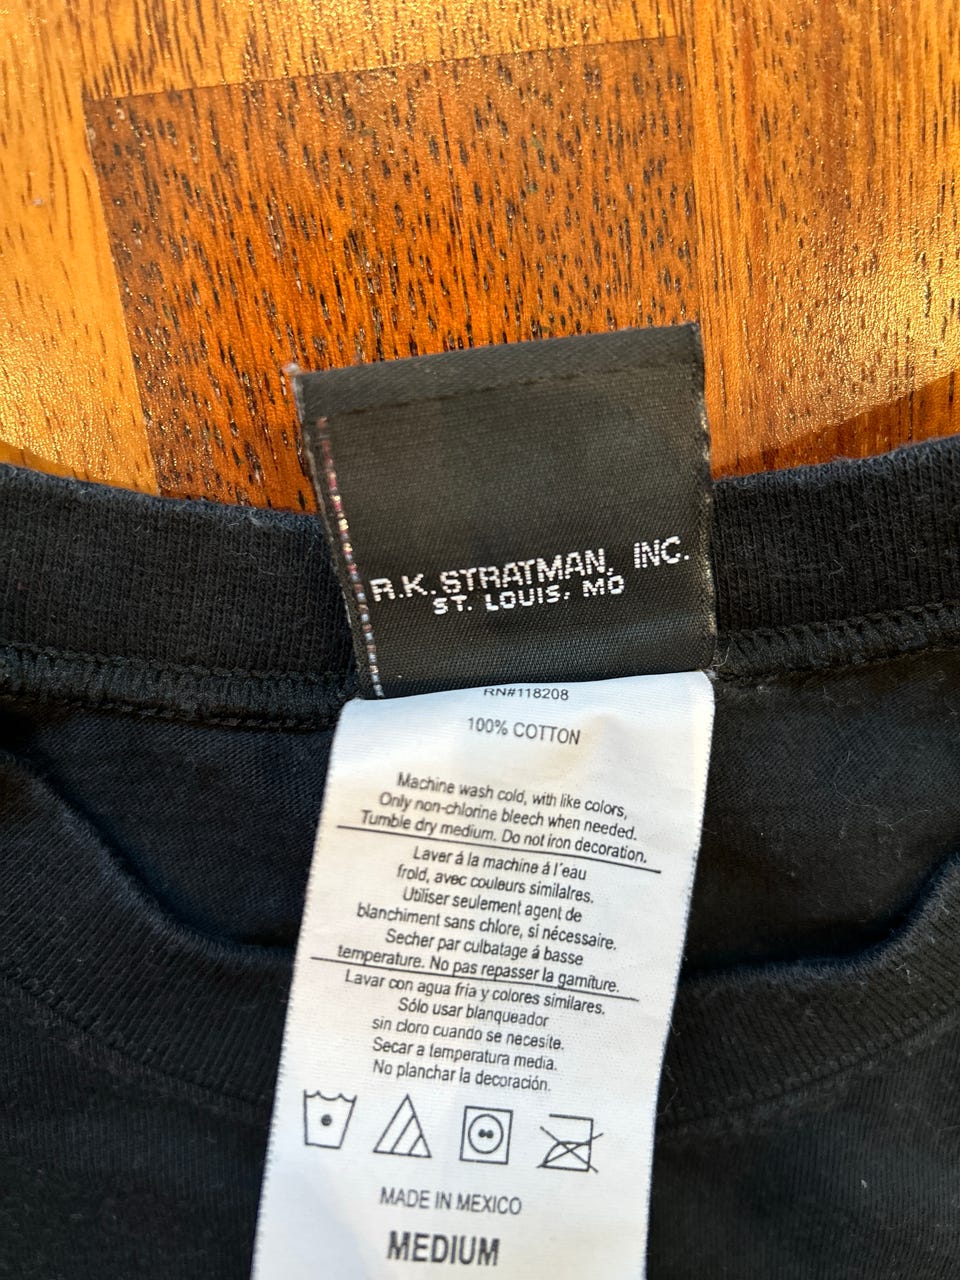 R.K. STRATMAN, INC.
ST. LOUIS, MO
RN#118208
100% COTTON
Machine wash cold, with like colors,
Only non-chlorine bleech when needed.
Tumble dry medium. Do not iron decoration.
Laver á la machine á l'eau
frold, avec couleurs similalres.
Utiliser seulement agent de
blanchiment sans chlore, si nécessaire.
Secher par culbatage á basse
temperature. No pas repasser la gamiture.
Lavar con agua fria y colores similares.
Sólo usar blanqueador
sin cloro cuando se necesite.
Secar a temperatura media.
No planchar la decoración.
MADE IN MEXICO
MEDIUM